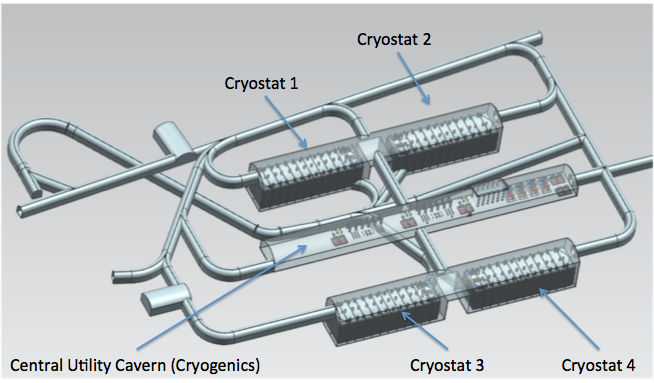 Cryostat 2
Cryostat 1
Central Utility Cavern (Cryogenics)
Cryostat 3
Cryostat 4